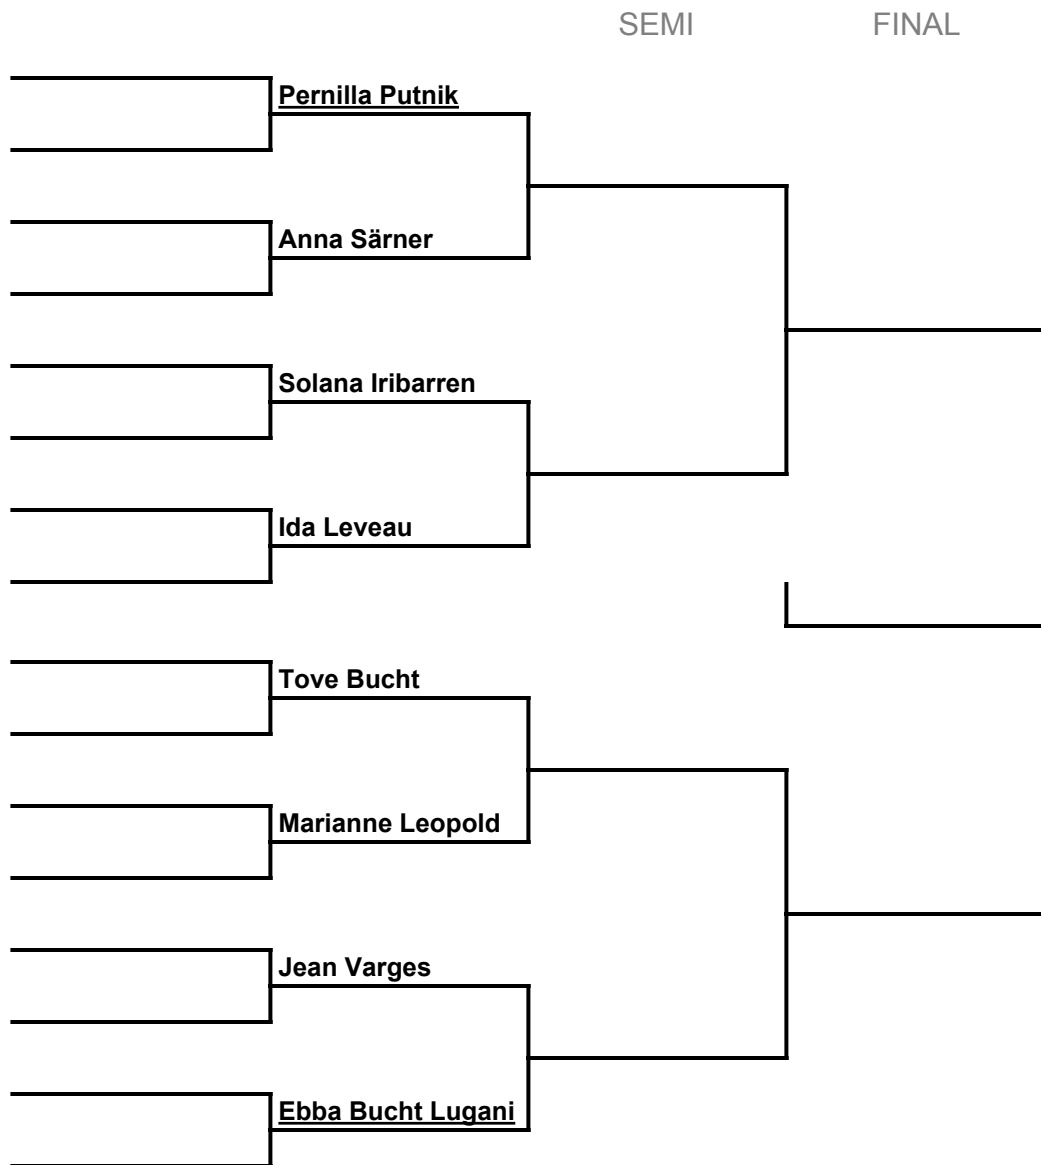 SEMI FINAL
Pernilla Putnik
Anna Särner
Solana Iribarren
Ida Leveau
Tove Bucht
Marianne Leopold
Jean Varges
Ebba Bucht Lugani